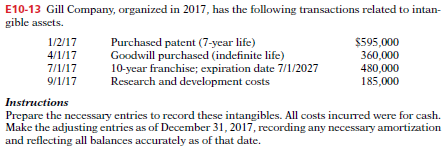 E10-13 Gill Company, organized in 2017, has the following transactions related to intan-
gible assets.
1/2/17 Purchased patent (7-year life) $595,000
4/1/17 Goodwill purchased (indefinite life) 360,000
7/1/17 10-year franchise; expiration date 7/1/2027 480,000
9/1/17 Research and development costs 185,000
Instructions
Prepare the necessary entries to record these intangibles. All costs incurred were for cash.
Make the adjusting entries as of December 31, 2017, recording any necessary amortization
and reflecting all balances accurately as of that date.